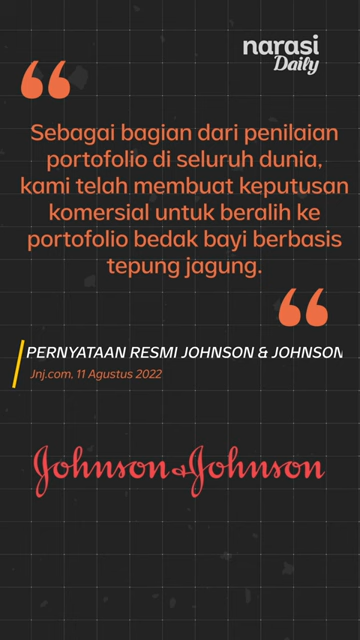 narasi
Daily
Sebagai bagian dari penilaian
portofolio di seluruh dunia,
kami telah membuat keputusan
komersial untuk beralih ke
portofolio bedak bayi berbasis
tepung jagung.
PERNYATAAN RESMI JOHNSON & JOHNSON
Jnj.com, 11 Agustus 2022
Johnson & Johnson